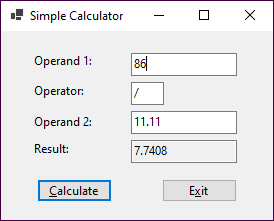 Simple Calculator
Operand 1: 86
Operator: /
Operand 2: 11.11
Result: 7.7408
Calculate Exit